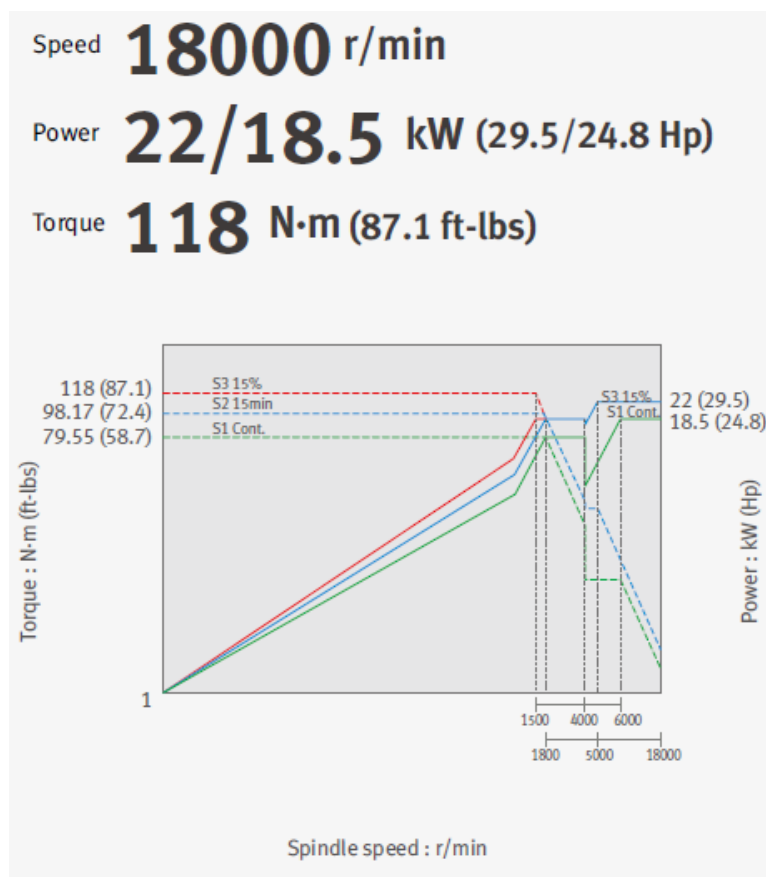 Speed 18000 r/min
Power 22/18.5 kW (29.5/24.8 Hp)
Torque 118 N·m (87.1 ft-lbs)
118 (87.1)
98.17 (72.4)
79.55 (58.7)
S3 15%
S2 15min
S1 Cont.
S3 15%
S1 Cont.
22 (29.5)
18.5 (24.8)
Torque : N·m (ft-lbs)
Power : kW (Hp)
1
1500 4000 6000
1800 5000 18000
Spindle speed : r/min